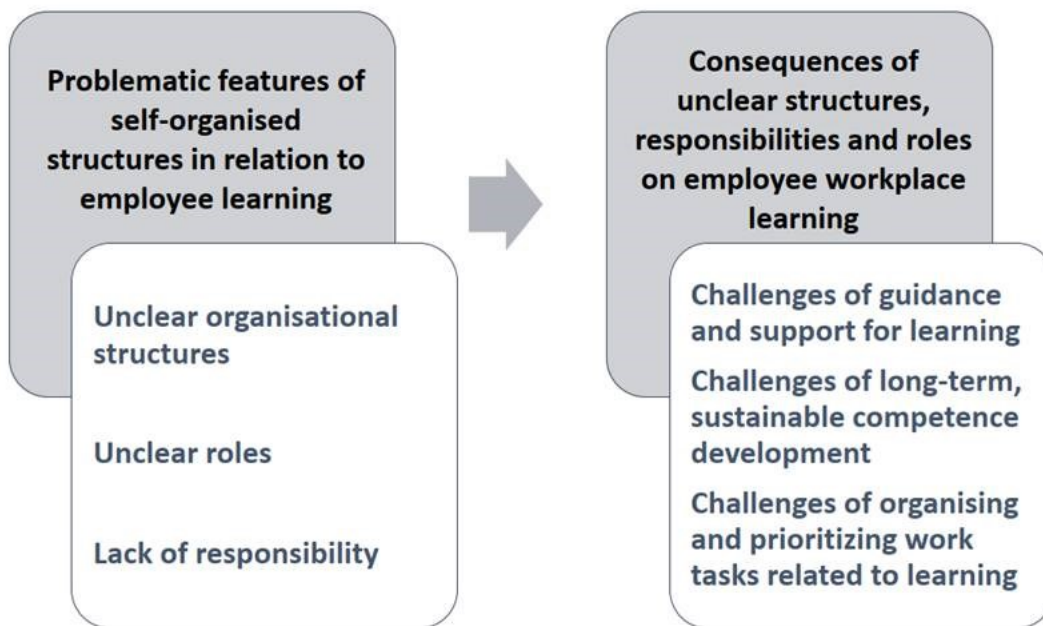 Problematic features of
self-organised
structures in relation to
employee learning
Unclear organisational
structures
Unclear roles
Lack of responsibility
Consequences of
unclear structures,
responsibilities and roles
on employee workplace
learning
Challenges of guidance
and support for learning
Challenges of long-term,
sustainable competence
development
Challenges of organising
and prioritizing work
tasks related to learning